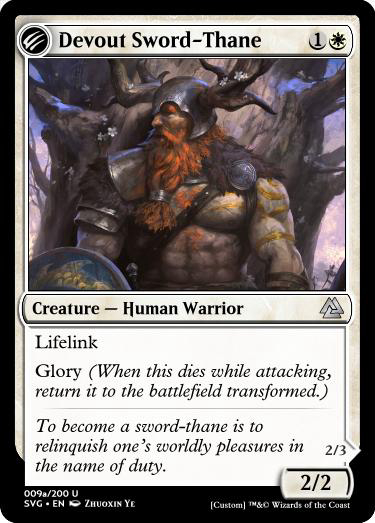 Devout Sword-Thane 1
Creature — Human Warrior
Lifelink
Glory (When this dies while attacking,
return it to the battlefield transformed.)
To become a sword-thane is to
relinquish one's worldly pleasures in
the name of duty.
2/3
2/2
009a/200 U
SVG • EN Zhuoxin Ye
[Custom] ™&© Wizards of the Coast